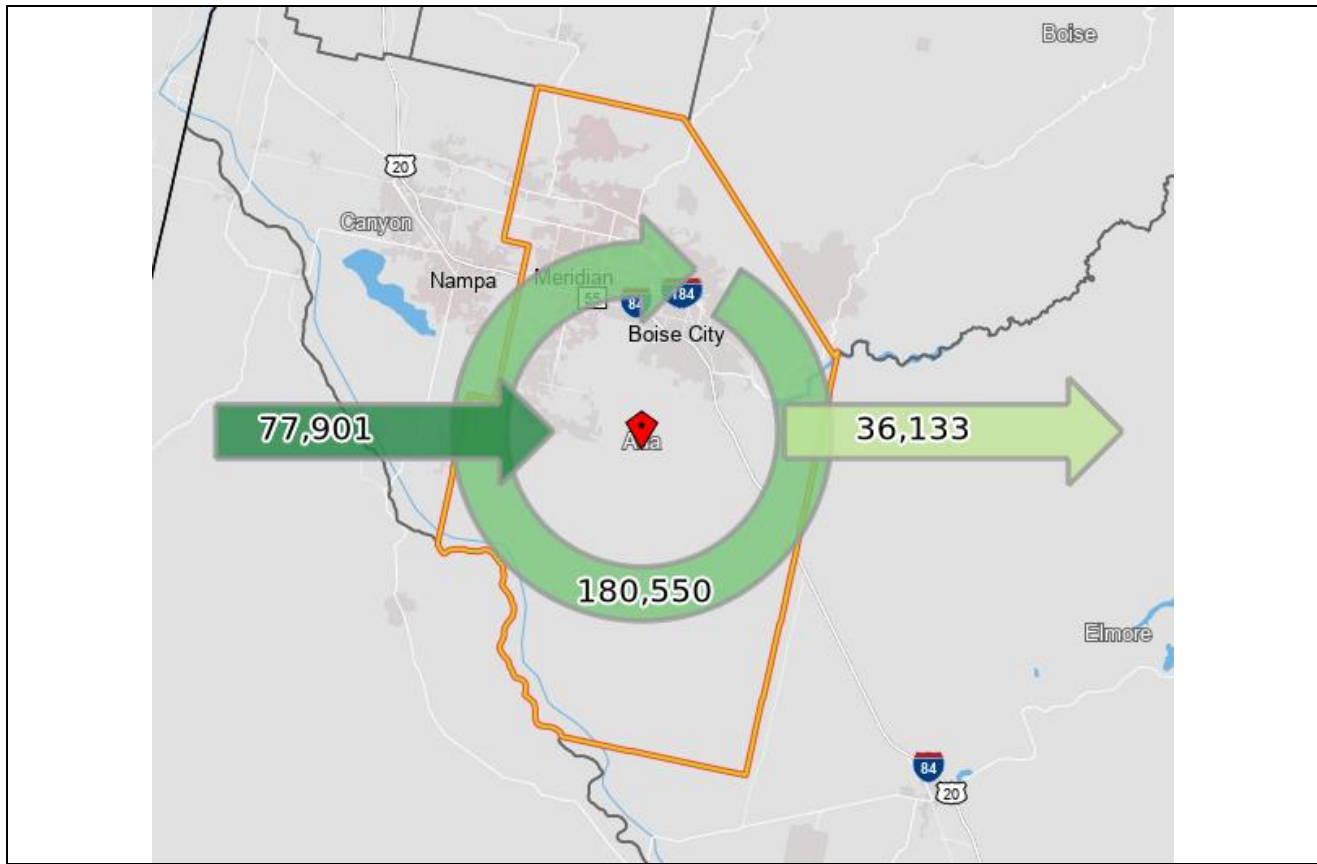 Boise
20
Canyon
Nampa
Meridian
55
84
184
Boise City
77,901
36,133
Ada
180,550
Elmore
84
20